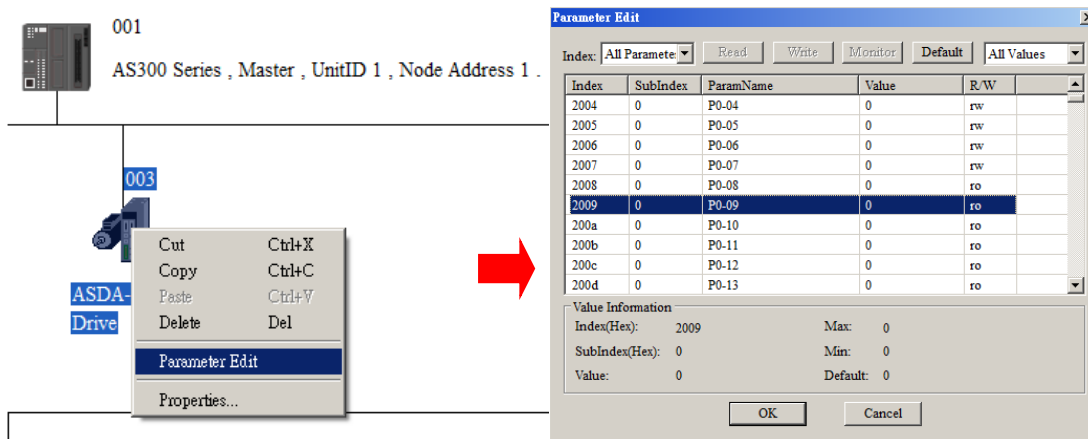 001
AS300 Series , Master , UnitID 1 , Node Address 1 .
003
ASDA-
Drive
Cut Ctrl+X
Copy Ctrl+C
Paste Ctrl+V
Delete Del
Parameter Edit
Properties...
Parameter Edit
Index: All Paramete Read Write Monitor Default All Values
Index SubIndex ParamName Value R/W
2004 0 P0-04 0 rw
2005 0 P0-05 0 rw
2006 0 P0-06 0 rw
2007 0 P0-07 0 rw
2008 0 P0-08 0 ro
2009 0 P0-09 0 ro
200a 0 P0-10 0 ro
200b 0 P0-11 0 ro
200c 0 P0-12 0 ro
200d 0 P0-13 0 ro
Value Information
Index(Hex): 2009 Max: 0
SubIndex(Hex): 0 Min: 0
Value: 0 Default: 0
OK Cancel